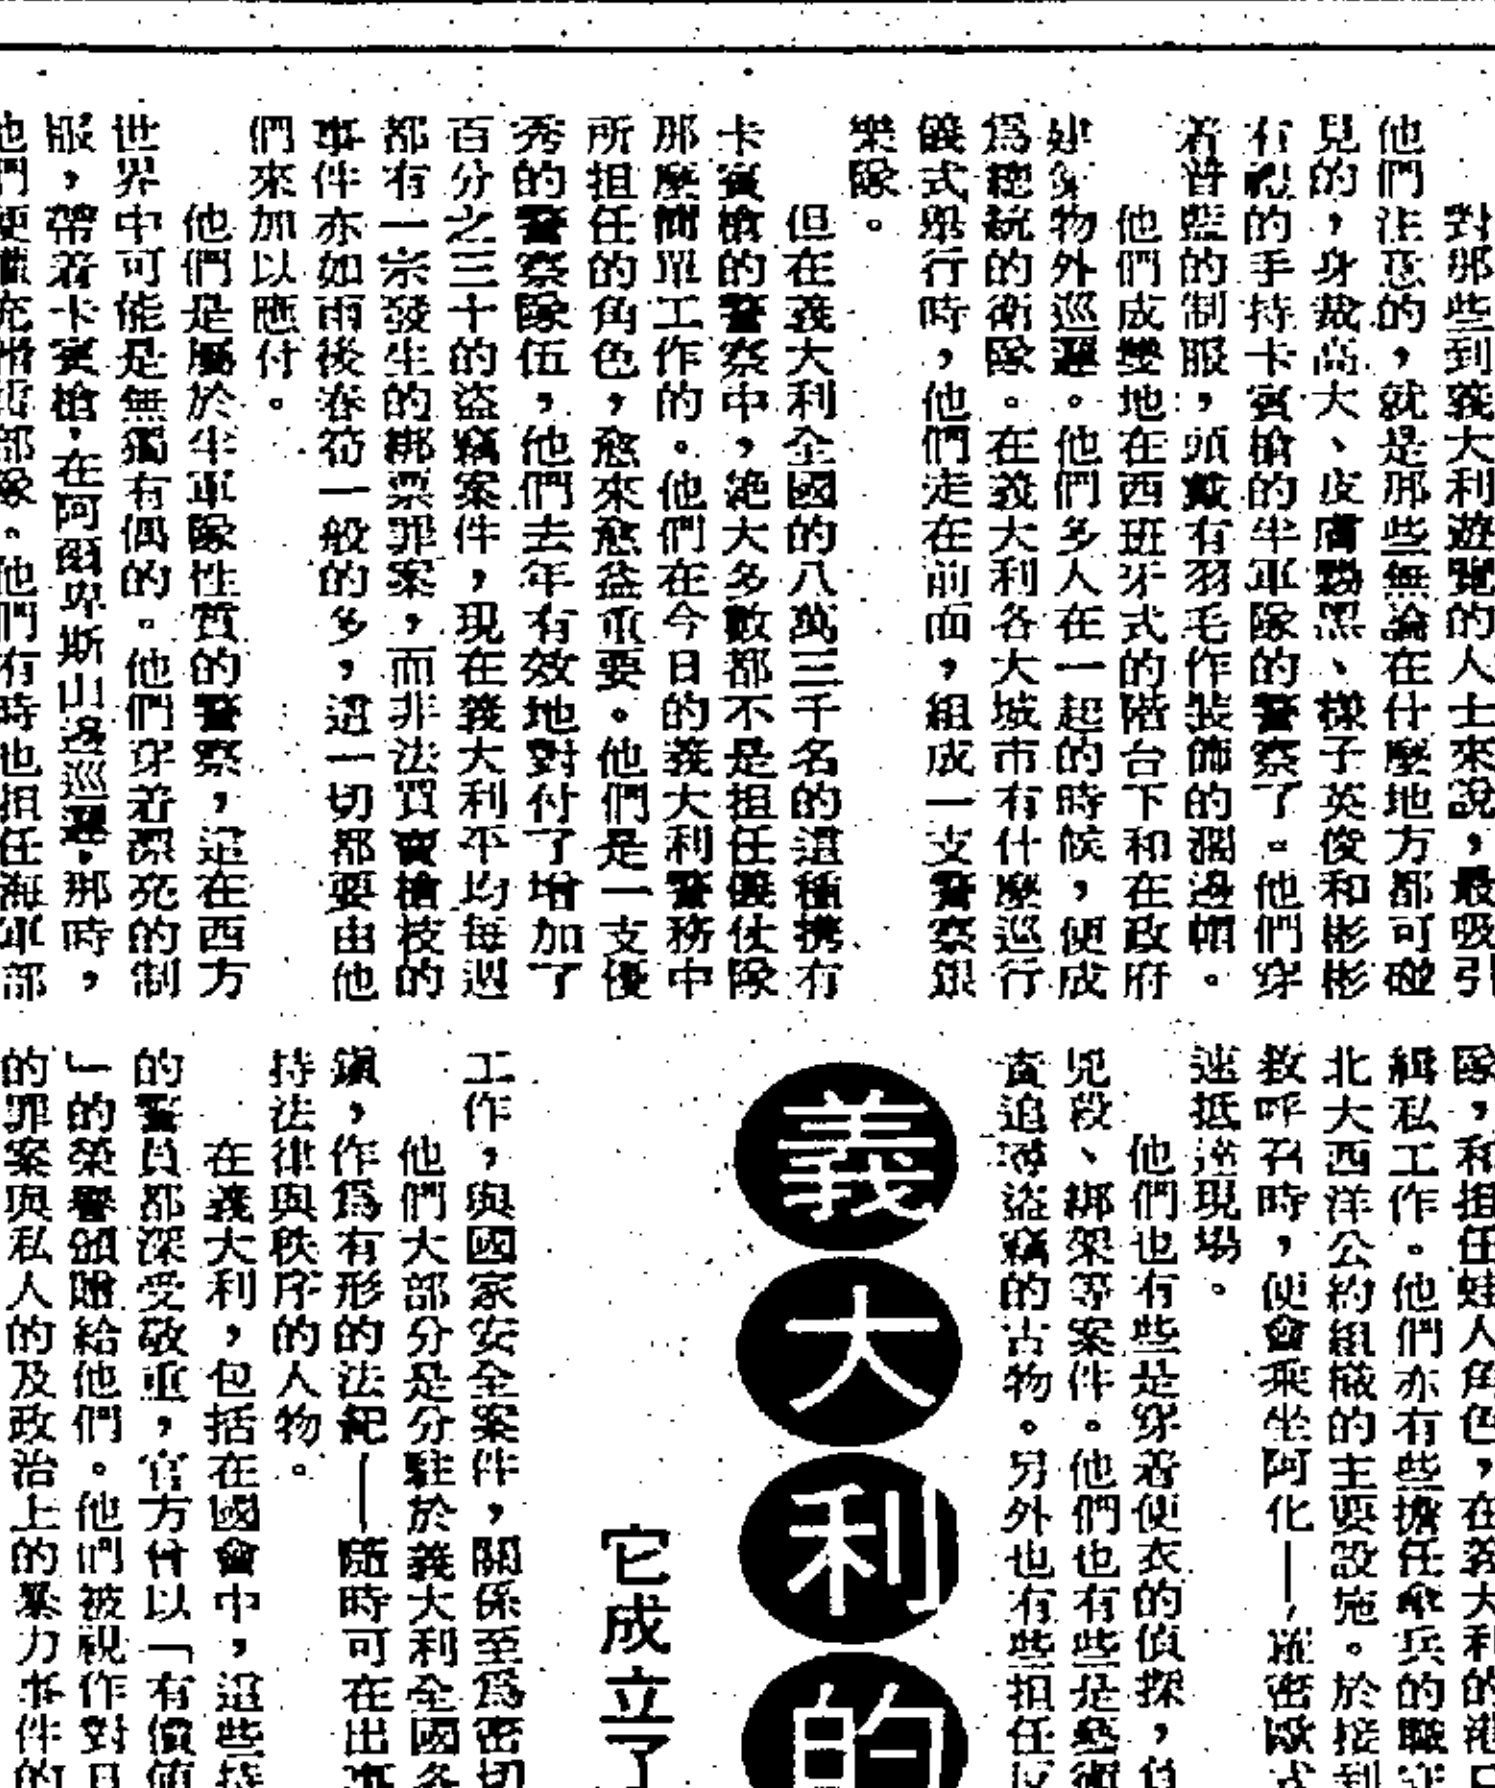 對那些到義大利遊覽的人士來說，最吸引
他們注意的，就是那些無論在什麼地方都可碰
見的，身裁高大、皮膚黝黑、樣子英俊和彬彬
有禮的手持卡賓槍的半軍隊的警察了。他們穿
着普藍的制服，頭戴有羽毛作裝飾的濶邊帽。
他們成雙地在西班牙式的階台下和在政府
建築物外巡邏。他們多人在一起的時候，便成
爲總統的衛隊。在義大利各大城市有什麼巡行
儀式舉行時，他們走在前面，組成一支警察銀
樂隊。
但在義大利全國的八萬三千名的這種携有
卡賓槍的警察中，絕大多數都不是担任儀仗隊
那麼簡單工作的。他們在今日的義大利警務中
所担任的角色，愈來愈益重要。他們是一支優
秀的警察隊伍，他們去年有效地對付了增加了
百分之三十的盜竊案件，現在義大利平均每週
都有一宗發生的綁票罪案，而非法買賣槍枝的
事件亦如雨後春筍一般的多，這一切都要由他
們來加以應付。
他們是屬於半軍隊性質的警察，這在西方
世界中可能是無獨有偶的。他們穿着漂亮的制
服，帶着卡賓槍，在阿爾卑斯山邊巡邏，那時，
他們便權充滑雪部隊。他們有時也担任海軍部
隊，和担任蛙人角色，在義大利的港口
緝私工作。他們亦有些擔任傘兵的職守
北大西洋公約組織的主要設施。於接到
救呼召時，便會乘坐阿化—羅密歐式
速抵達現場。
他們也有些是穿着便衣的偵探，負
兇殺、綁架等案件。他們也有些是藝術
查追尋盜竊的古物。另外也有些担任反
義大利的
它成立了
工作，與國家安全案件，關係至爲密切
他們大部分是分駐於義大利全國各
鎭，作爲有形的法紀—隨時可在出事
持法律與秩序的人物。
在義大利，包括在國會中，這些持
的警員都深受敬重，官方曾以「有價值
」的榮譽頒贈給他們。他們被視作對日
的罪案與私人的及政治上的暴力事件的